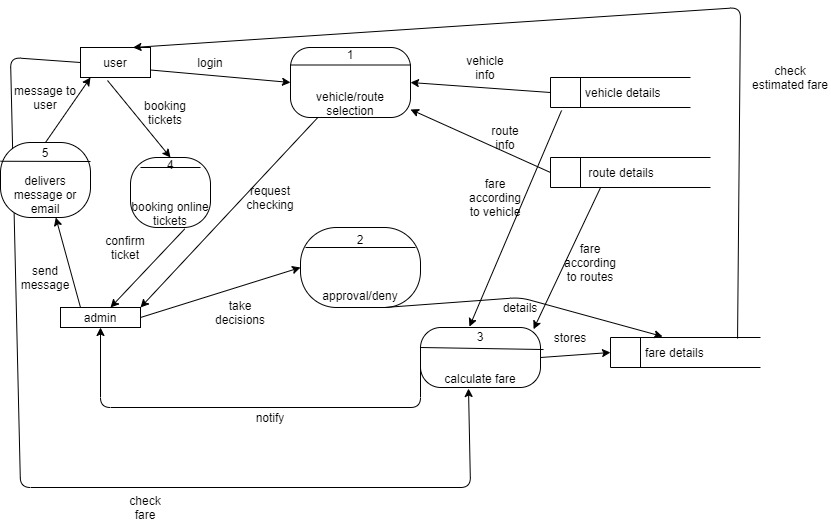 user
login
1
vehicle/route
selection
vehicle
info
vehicle details
check
estimated fare
message to
user
booking
tickets
route
info
route details
5
delivers
message or
email
4
booking online
tickets
request
checking
fare
according
to vehicle
fare
according
to routes
confirm
ticket
2
approval/deny
send
message
admin
take
decisions
details
3
calculate fare
stores
fare details
notify
check
fare